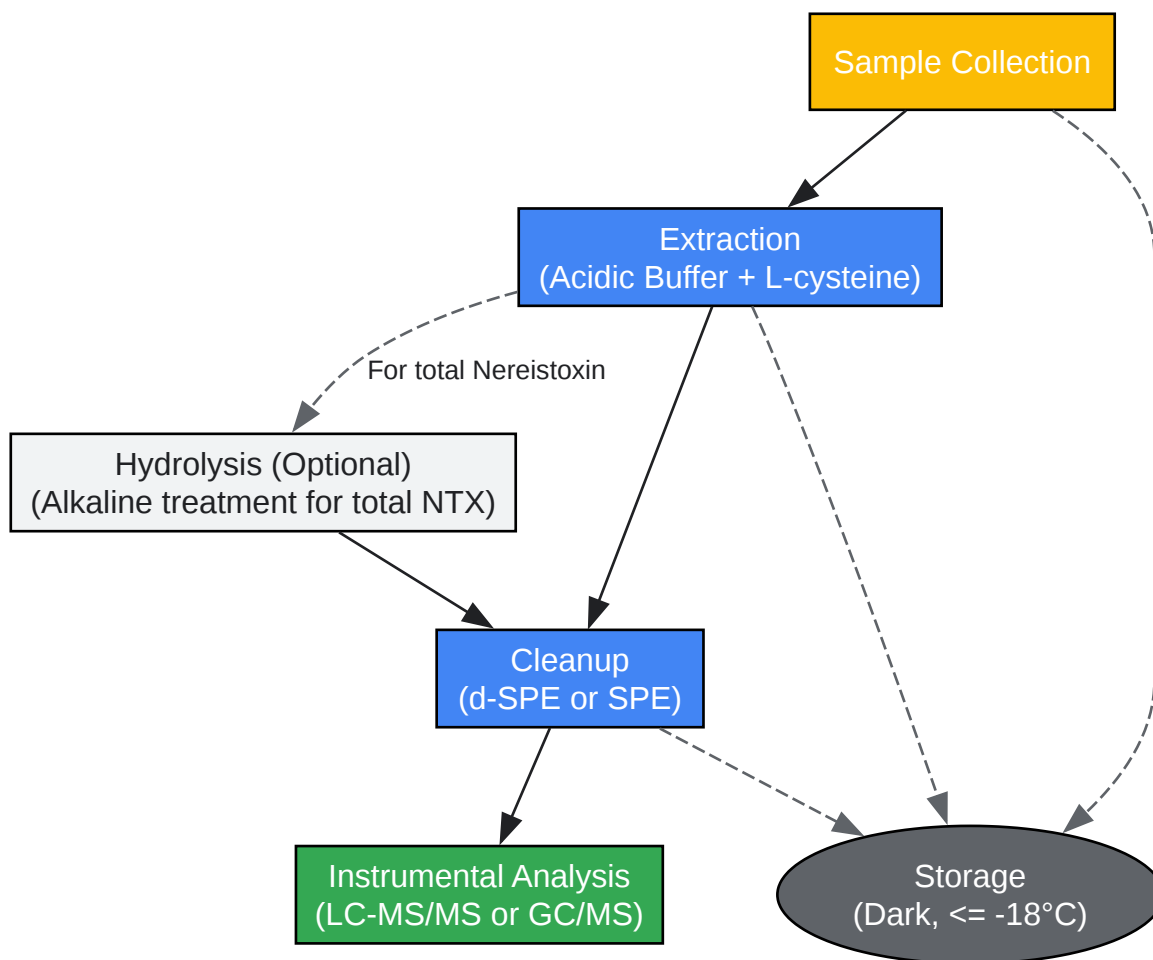 Sample Collection
Extraction
(Acidic Buffer + L-cysteine)
For total Nereistoxin
Hydrolysis (Optional)
(Alkaline treatment for total NTX)
Cleanup
(d-SPE or SPE)
Instrumental Analysis
(LC-MS/MS or GC/MS)
Storage
(Dark, <= -18°C)